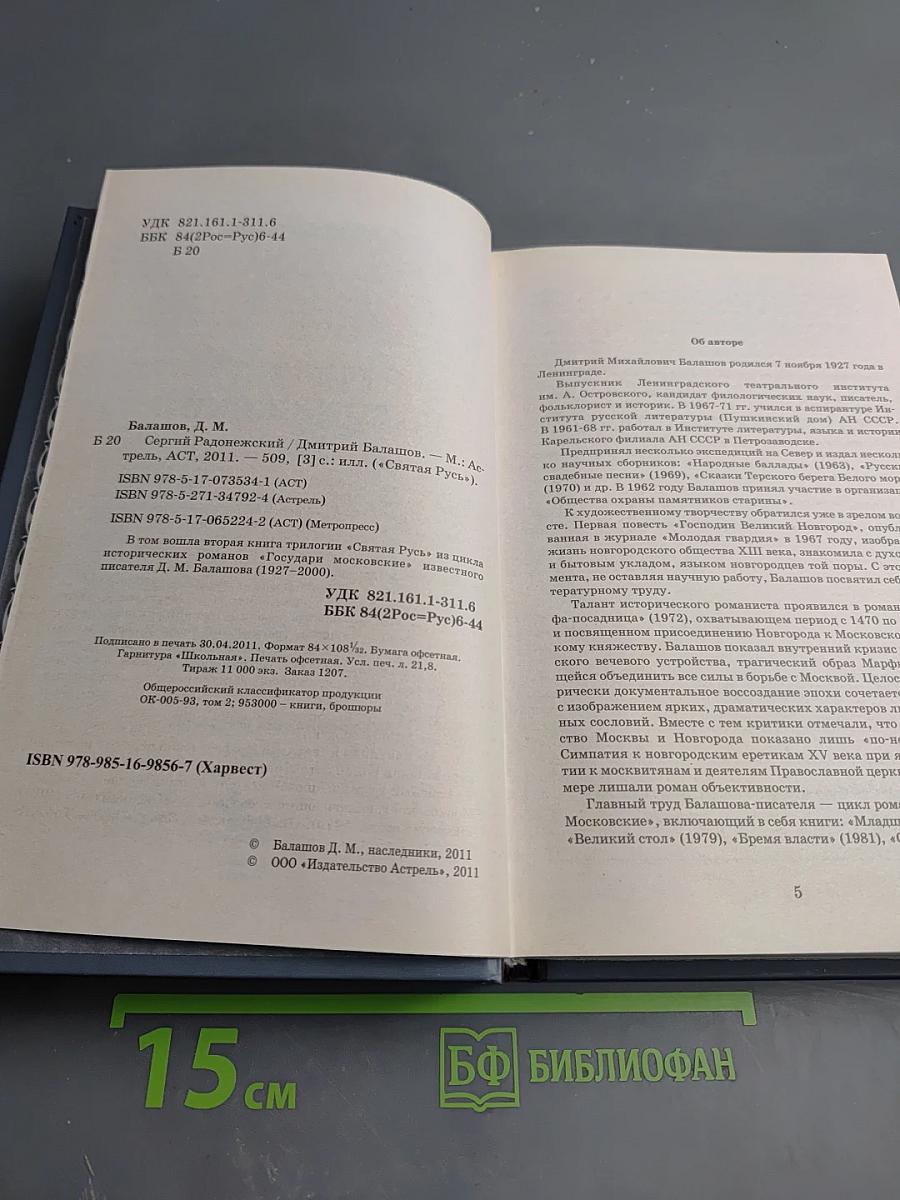 УДК 821.161.1-311.6
ББК 84(2Рос=Рус)6-44
Б 20
Балашов, Д. М.
Б 20 Сергий Радонежский / Дмитрий Балашов. — М.: Ас-
трель, АСТ, 2011. — 509, [3] с.: илл. («Святая Русь»).
ISBN 978-5-17-073534-1 (АСТ)
ISBN 978-5-271-34792-4 (Астрель)
ISBN 978-5-17-065224-2 (АСТ) (Метропресс)
В том вошла вторая книга трилогии «Святая Русь» из цикла
исторических романов «Государи московские» известного
писателя Д. М. Балашова (1927–2000).
УДК 821.161.1-311.6
ББК 84(2Рос=Рус)6-44
Подписано в печать 30.04.2011. Формат 84×108 1/32. Бумага офсетная.
Гарнитура «Школьная». Печать офсетная. Усл. печ. л. 21,8.
Тираж 11 000 экз. Заказ 1207.
Общероссийский классификатор продукции
ОК-005-93, том 2; 953000 – книги, брошюры
ISBN 978-985-16-9856-7 (Харвест)
© Балашов Д. М., наследники, 2011
© ООО «Издательство Астрель», 2011
Об авторе
Дмитрий Михайлович Балашов родился 7 ноября 1927 года в
Ленинграде.
Выпускник Ленинградского театрального института
им. А. Островского, кандидат филологических наук, писатель,
фольклорист и историк. В 1967-71 гг. учился в аспирантуре Ин-
ститута русской литературы (Пушкинский дом) АН СССР.
В 1961-68 гг. работал в Институте литературы, языка и истории
Карельского филиала АН СССР в Петрозаводске.
Предпринял несколько экспедиций на Север и издал несколь
ко научных сборников: «Народные баллады» (1963), «Русски
свадебные песни» (1969), «Сказки Терского берега Белого мор
(1970) и др. В 1962 году Балашов принял участие в организац
«Общества охраны памятников старины».
К художественному творчеству обратился уже в зрелом во
сте. Первая повесть «Господин Великий Новгород», опубл
ванная в журнале «Молодая гвардия» в 1967 году, изобра
жизнь новгородского общества XIII века, знакомила с духо
и бытовым укладом, языком новгородцев той поры. С это
мента, не оставляя научную работу, Балашов посвятил себ
тературному труду.
Талант исторического романиста проявился в роман
фа-посадница» (1972), охватывающем период с 1470 по
и посвященном присоединению Новгорода к Московско
кому княжеству. Балашов показал внутренний кризис
ского вечевого устройства, трагический образ Марфы
щейся объединить все силы в борьбе с Москвой. Целос
рически документальное воссоздание эпохи сочетаетс
с изображением ярких, драматических характеров лю
ных сословий. Вместе с тем критики отмечали, что
ство Москвы и Новгорода показано лишь «по-но
Симпатия к новгородским еретикам XV века при я
тии к москвитянам и деятелям Православной церкв
мере лишали роман объективности.
Главный труд Балашова-писателя — цикл рома
Московские», включающий в себя книги: «Младш
«Великий стол» (1979), «Бремя власти» (1981), «С
5
15 см
БФ БИБЛИОФАН